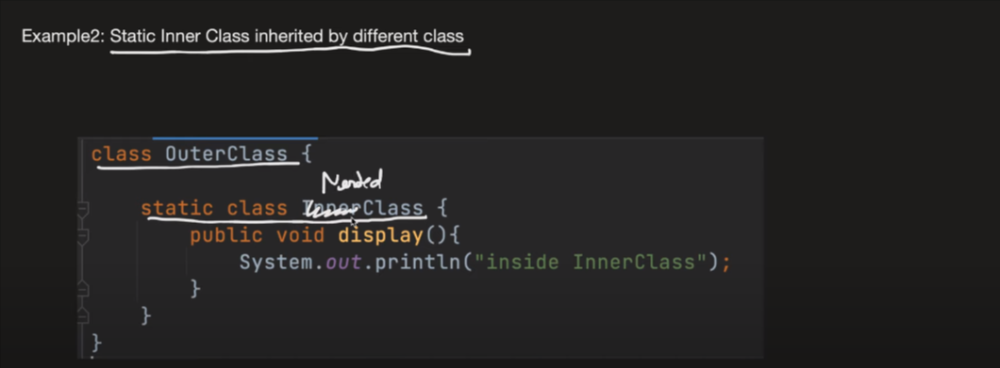 Example2: Static Inner Class inherited by different class
class OuterClass {
Nested
static class InnerClass {
public void display(){
System.out.println("inside InnerClass");
}
}
}